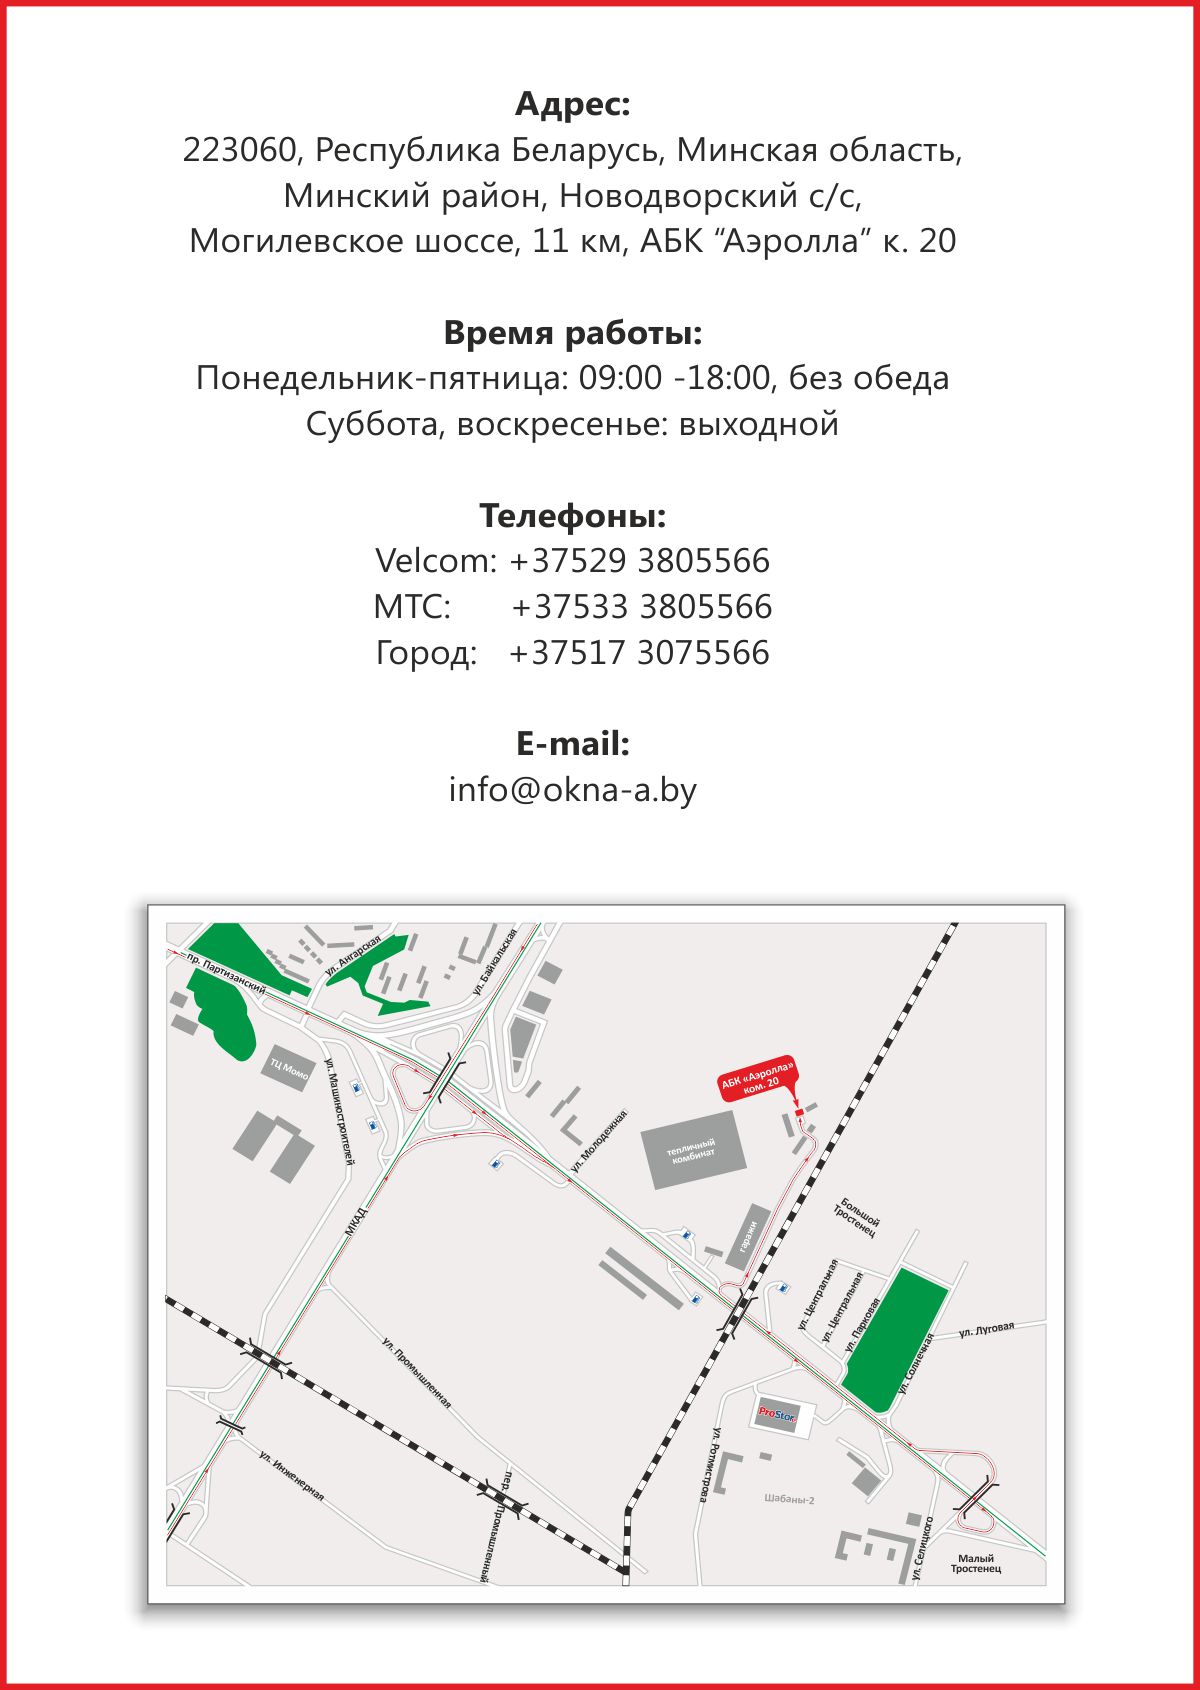 Адрес:
223060, Республика Беларусь, Минская область,
Минский район, Новодворский с/с,
Могилевское шоссе, 11 км, АБК “Аэролла” к. 20
Время работы:
Понедельник-пятница: 09:00 -18:00, без обеда
Суббота, воскресенье: выходной
Телефоны:
Velcom: +37529 3805566
МТС: +37533 3805566
Город: +37517 3075566
E-mail:
info@okna-a.by
пр. Партизанский
ул. Ангарская
ул. Байкальская
ТЦ Момо
ул. Машиностроителей
МКАД
ул. Молодежная
АБК «Аэролла»
ком. 20
тепличный
комбинат
гаражи
Большой
Тростенец
ул. Центральная
ул. Центральная
ул. Парковая
ул. Солнечная
ул. Луговая
ул. Промышленная
ул. Инженерная
пер. Промышленный
ул. Ротмистрова
ProStor
Шабаны-2
ул. Селицкого
Малый
Тростенец